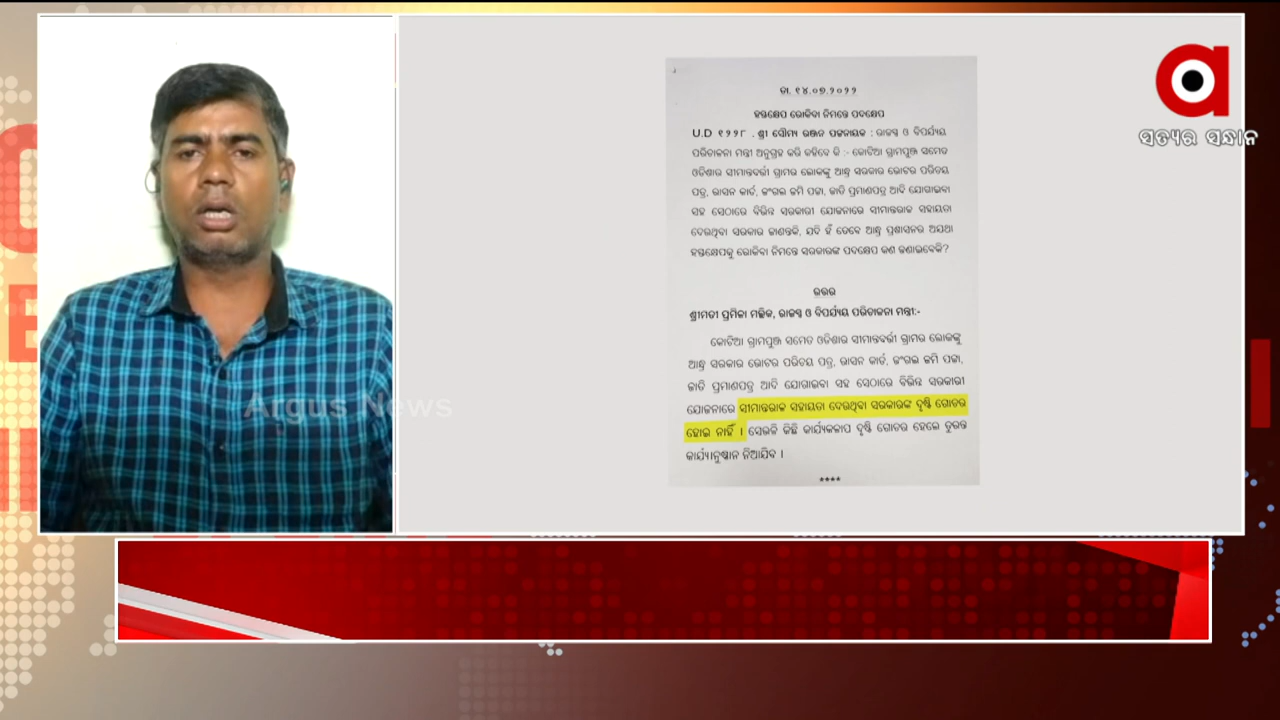 ତା. ୧୪.୦୭.୨୦୨୨
ହସ୍ତକ୍ଷେପ ରୋକିବା ନିମନ୍ତେ ପଦକ୍ଷେପ
U.D ୧୨୨୮ . ଶ୍ରୀ ସୌମ୍ୟ ରଞ୍ଜନ ପଟ୍ଟନାୟକ : ରାଜସ୍ୱ ଓ ବିପର୍ଯ୍ୟୟ
ପରିଚାଳନା ମନ୍ତ୍ରୀ ଅନୁଗ୍ରହ କରି କହିବେ କି :- କୋଟିଆ ଗ୍ରାମପୁଞ୍ଜ ସମେତ
ଓଡିଶାର ସୀମାନ୍ତବର୍ତ୍ତୀ ଗ୍ରାମର ଲୋକଙ୍କୁ ଆନ୍ଧ୍ର ସରକାର ଭୋଟର ପରିଚୟ
ପତ୍ର, ରାସନ କାର୍ଡ, ଜଂଗଲ ଜମି ପଟ୍ଟା, ଜାତି ପ୍ରମାଣପତ୍ର ଆଦି ଯୋଗାଇବା
ସହ ସେଠାରେ ବିଭିନ୍ନ ସରକାରୀ ଯୋଜନାରେ ସୀମାନ୍ତରାଳ ସହାୟତା
ଦେଉଥିବା ସରକାର ଜାଣନ୍ତିକି, ଯଦି ହଁ ତେବେ ଆନ୍ଧ୍ର ପ୍ରଶାସନର ଅଯଥା
ହସ୍ତକ୍ଷେପକୁ ରୋକିବା ନିମନ୍ତେ ସରକାରଙ୍କ ପଦକ୍ଷେପ କଣ ଜଣାଇବେକି?
ଉତ୍ତର
ଶ୍ରୀମତୀ ପ୍ରମିଳା ମଲ୍ଲିକ, ରାଜସ୍ୱ ଓ ବିପର୍ଯ୍ୟୟ ପରିଚାଳନା ମନ୍ତ୍ରୀ:-
କୋଟିଆ ଗ୍ରାମପୁଞ୍ଜ ସମେତ ଓଡିଶାର ସୀମାନ୍ତବର୍ତ୍ତୀ ଗ୍ରାମର ଲୋକଙ୍କୁ
ଆନ୍ଧ୍ର ସରକାର ଭୋଟର ପରିଚୟ ପତ୍ର, ରାସନ କାର୍ଡ, ଜଂଗଲ ଜମି ପଟ୍ଟା,
ଜାତି ପ୍ରମାଣପତ୍ର ଆଦି ଯୋଗାଇବା ସହ ସେଠାରେ ବିଭିନ୍ନ ସରକାରୀ
ଯୋଜନାରେ ସୀମାନ୍ତରାଳ ସହାୟତା ଦେଉଥିବା ସରକାରଙ୍କ ଦୃଷ୍ଟି ଗୋଚର
ହୋଇ ନାହିଁ । ସେଭଳି କିଛି କାର୍ଯ୍ୟକଳାପ ଦୃଷ୍ଟି ଗୋଚର ହେଲେ ତୁରନ୍ତ
କାର୍ଯ୍ୟାନୁଷ୍ଠାନ ନିଆଯିବ ।
****
ସତ୍ୟର ସନ୍ଧାନ
Argus News